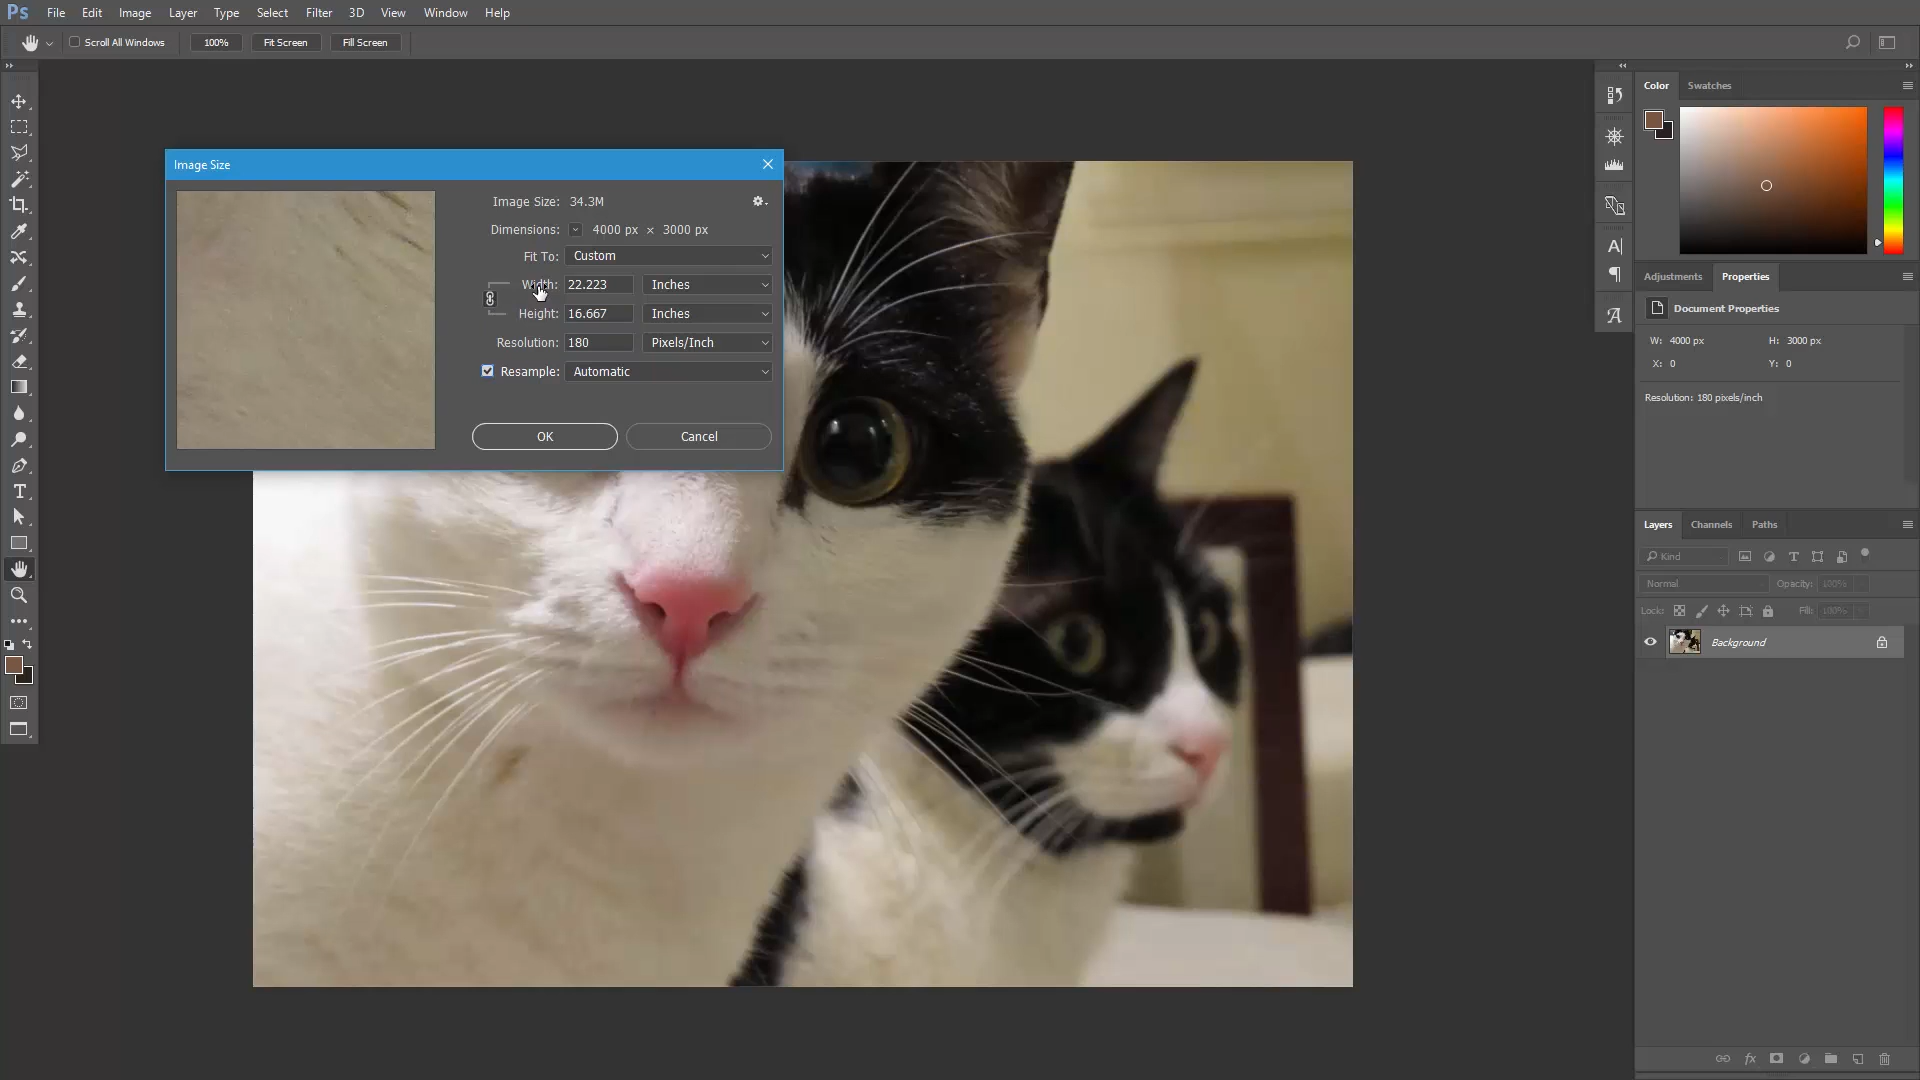 Ps File Edit Image Layer Type Select Filter 3D View Window Help
Scroll All Windows 100% Fit Screen Fill Screen
Image Size
Image Size: 34.3M
Dimensions: 4000 px × 3000 px
Fit To: Custom
Width: 22.223 Inches
Height: 16.667 Inches
Resolution: 180 Pixels/Inch
Resample: Automatic
OK Cancel
Color Swatches
Adjustments Properties
Document Properties
W: 4000 px H: 3000 px
X: 0 Y: 0
Resolution: 180 pixels/inch
Layers Channels Paths
Kind
Normal Opacity: 100%
Lock: Fill: 100%
Background